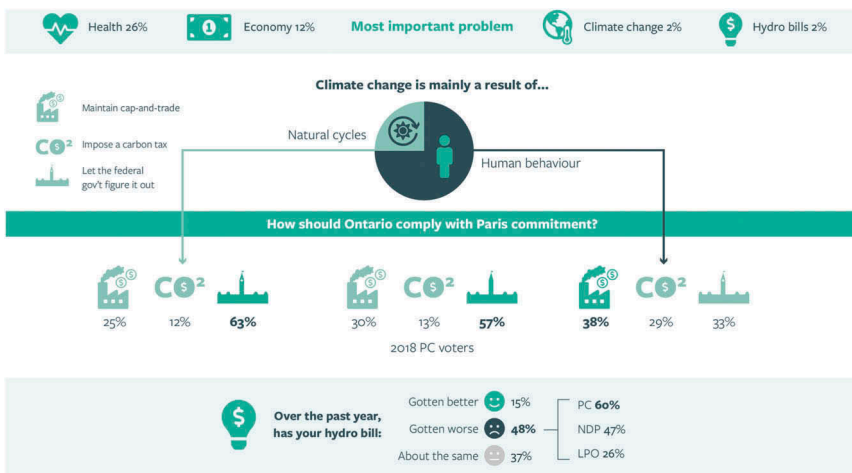 Health 26%
Economy 12%
Most important problem
Climate change 2%
Hydro bills 2%
Climate change is mainly a result of...
Maintain cap-and-trade
Impose a carbon tax
Let the federal
gov't figure it out
CO²
Natural cycles
Human behaviour
How should Ontario comply with Paris commitment?
CO² CO² CO²
25% 12% 63% 30% 13% 57% 38% 29% 33%
2018 PC voters
Over the past year,
has your hydro bill:
Gotten better 15%
Gotten worse 48%
About the same 37%
PC 60%
NDP 47%
LPO 26%